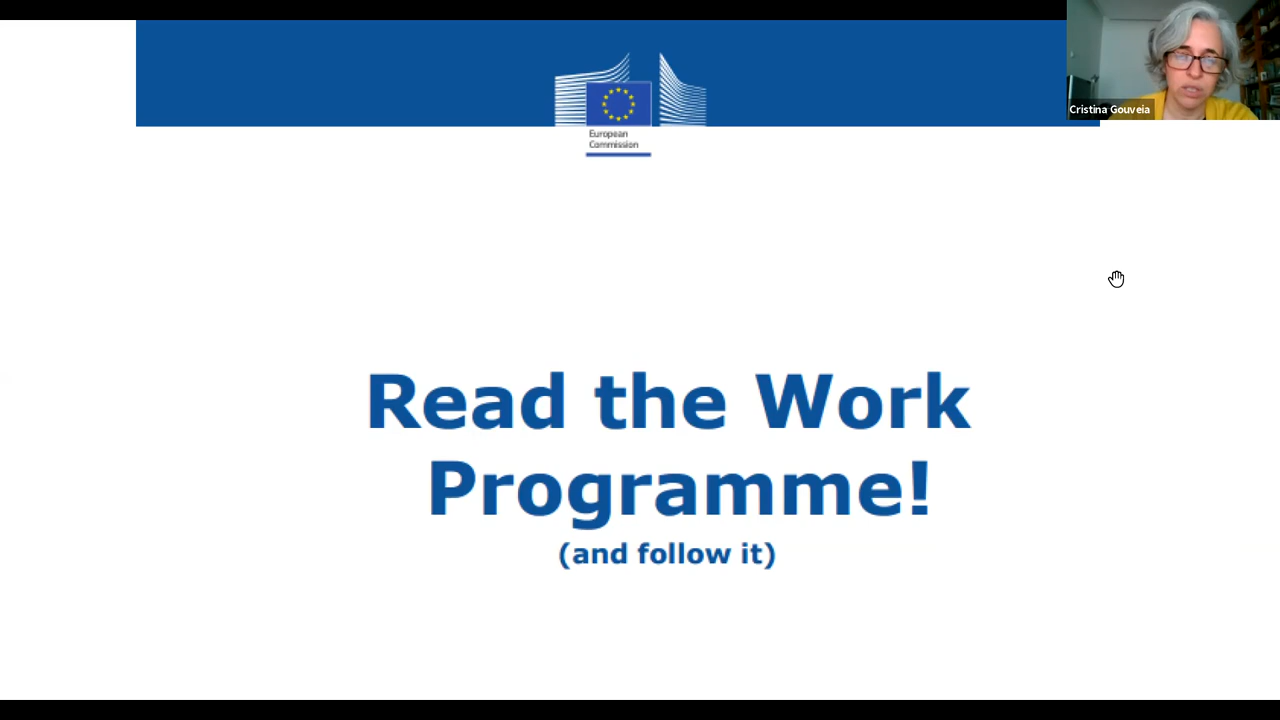 Cristina Gouveia
European
Commission
Read the Work
Programme!
(and follow it)